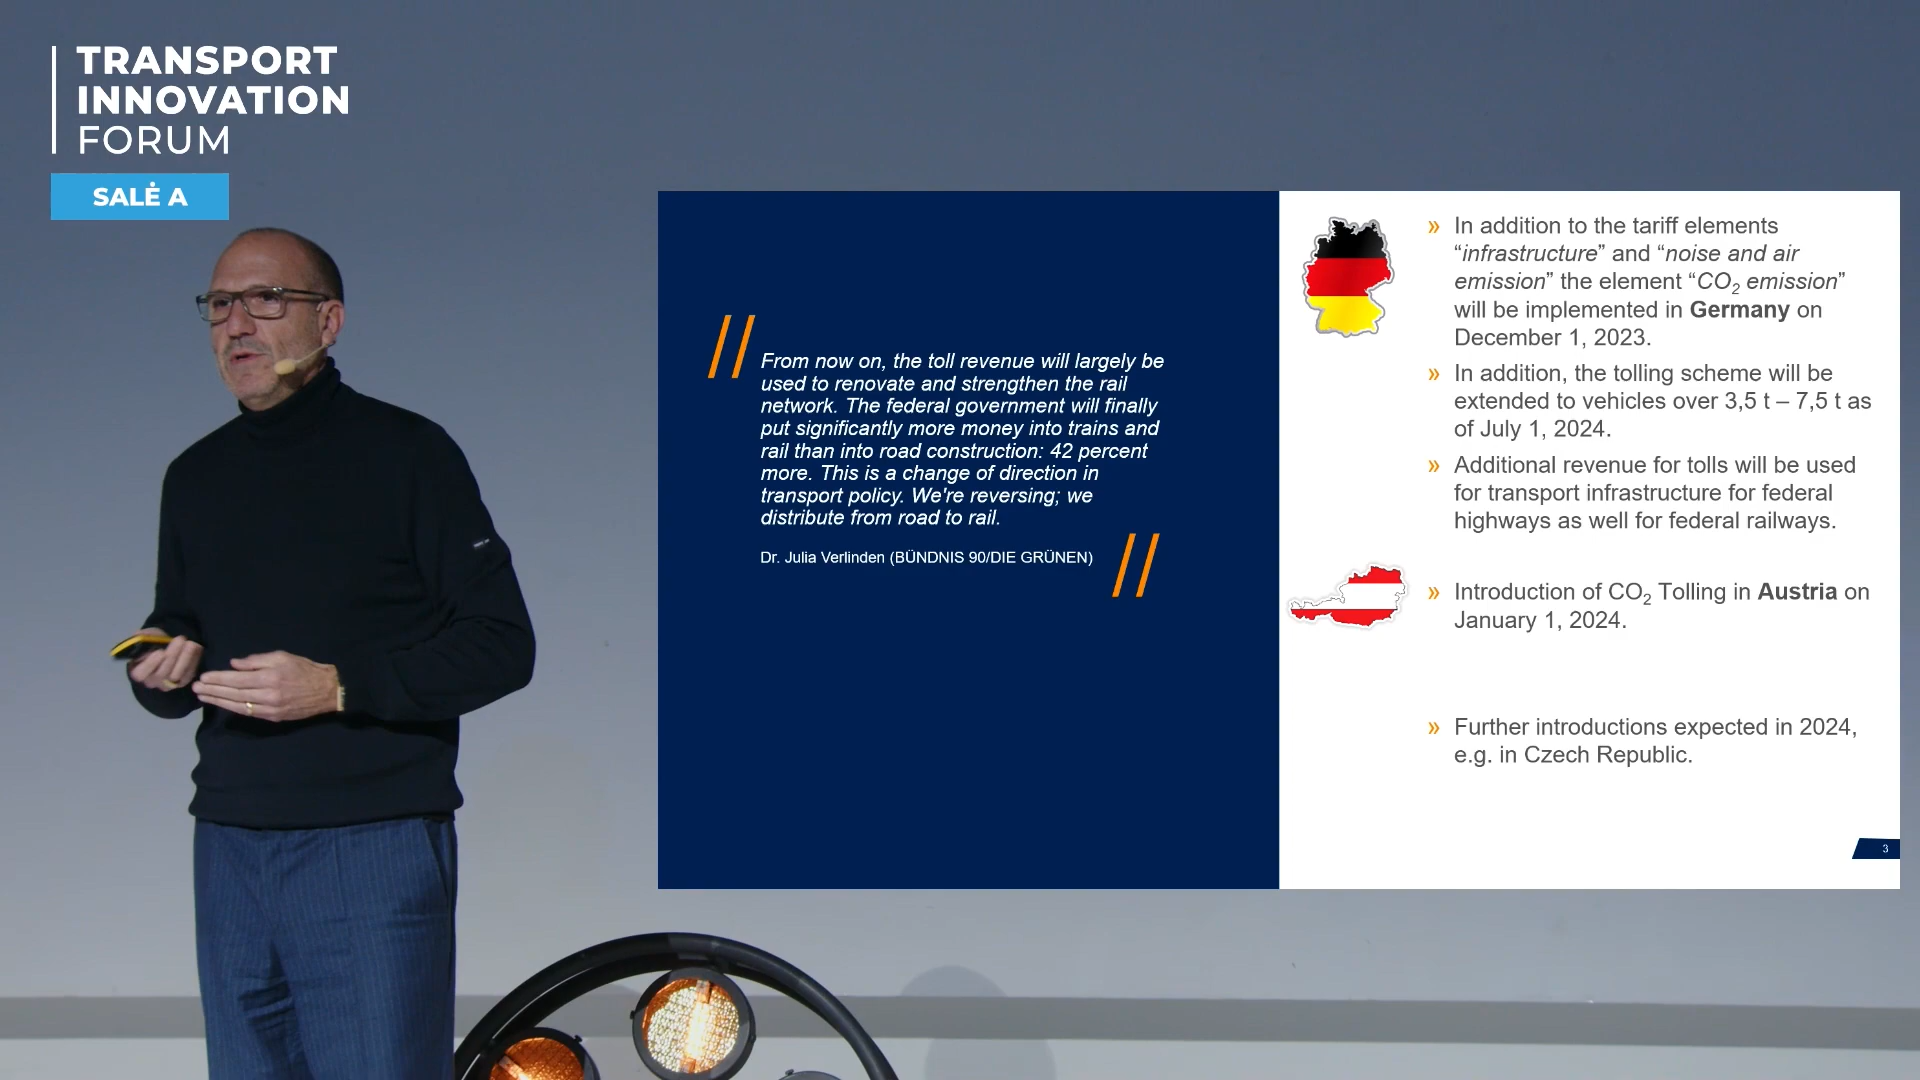 TRANSPORT
INNOVATION
FORUM
SALĖ A
From now on, the toll revenue will largely be
used to renovate and strengthen the rail
network. The federal government will finally
put significantly more money into trains and
rail than into road construction: 42 percent
more. This is a change of direction in
transport policy. We're reversing; we
distribute from road to rail.
Dr. Julia Verlinden (BÜNDNIS 90/DIE GRÜNEN)
» In addition to the tariff elements
“infrastructure” and “noise and air
emission” the element “CO₂ emission”
will be implemented in Germany on
December 1, 2023.
» In addition, the tolling scheme will be
extended to vehicles over 3,5 t – 7,5 t as
of July 1, 2024.
» Additional revenue for tolls will be used
for transport infrastructure for federal
highways as well for federal railways.
» Introduction of CO₂ Tolling in Austria on
January 1, 2024.
» Further introductions expected in 2024,
e.g. in Czech Republic.
3